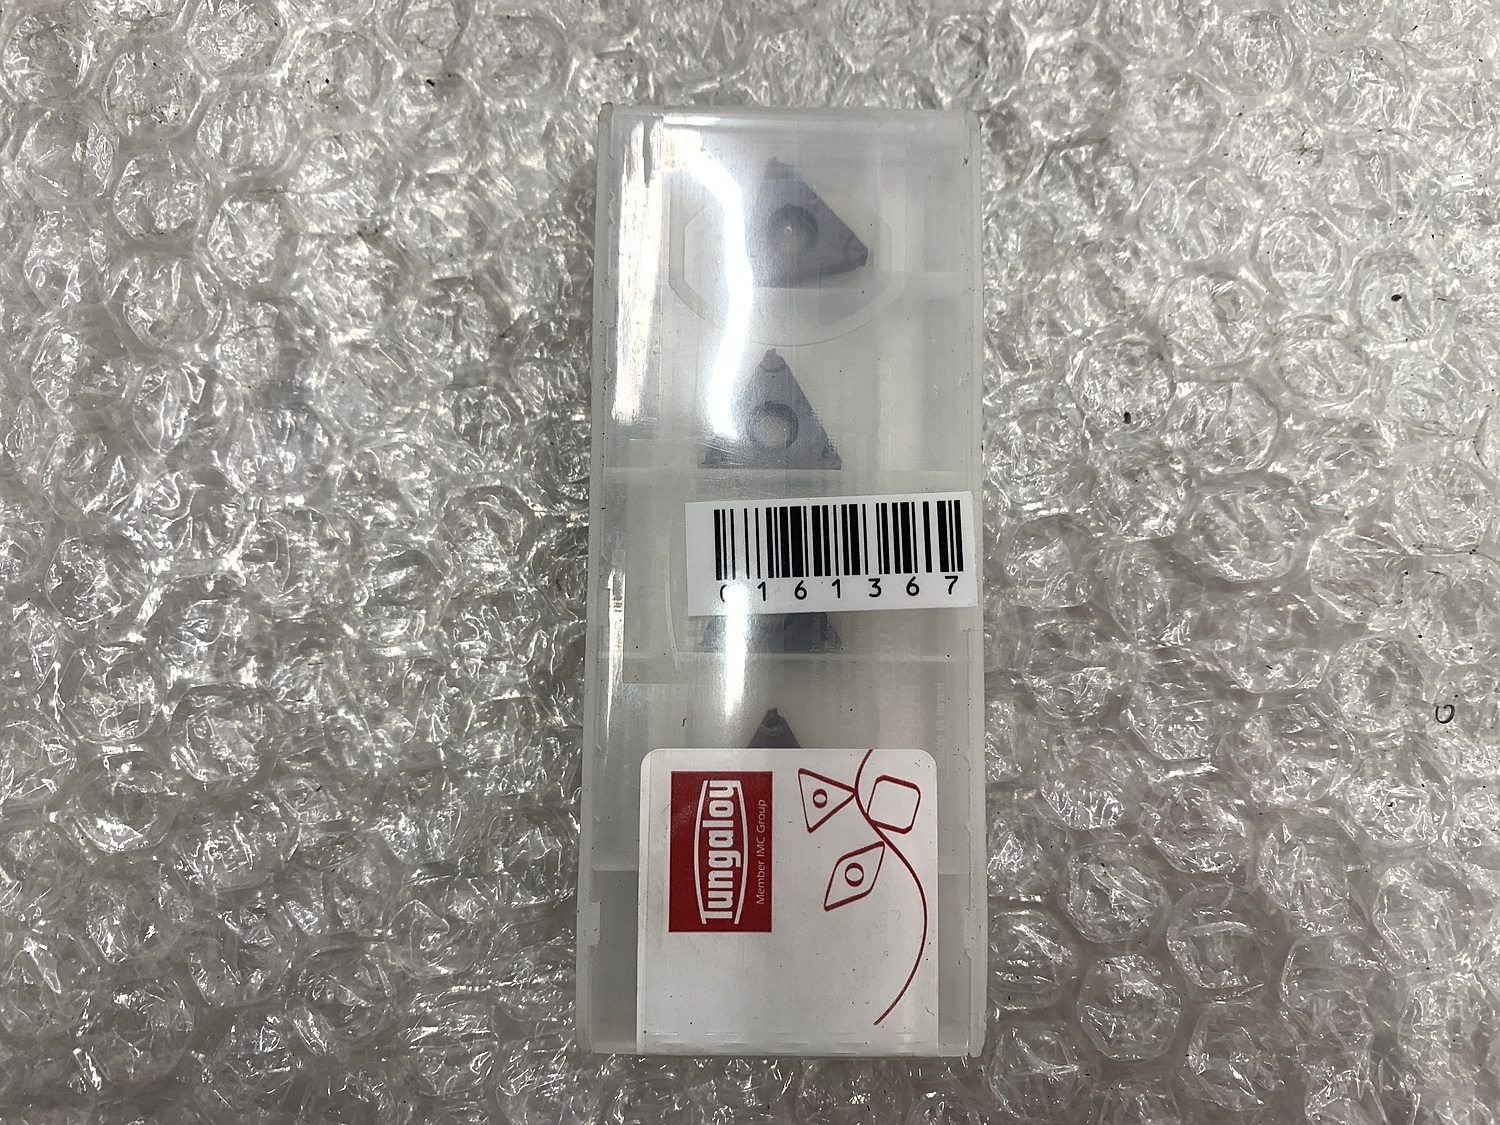 0161367
Tungaloy
Member IMC Group